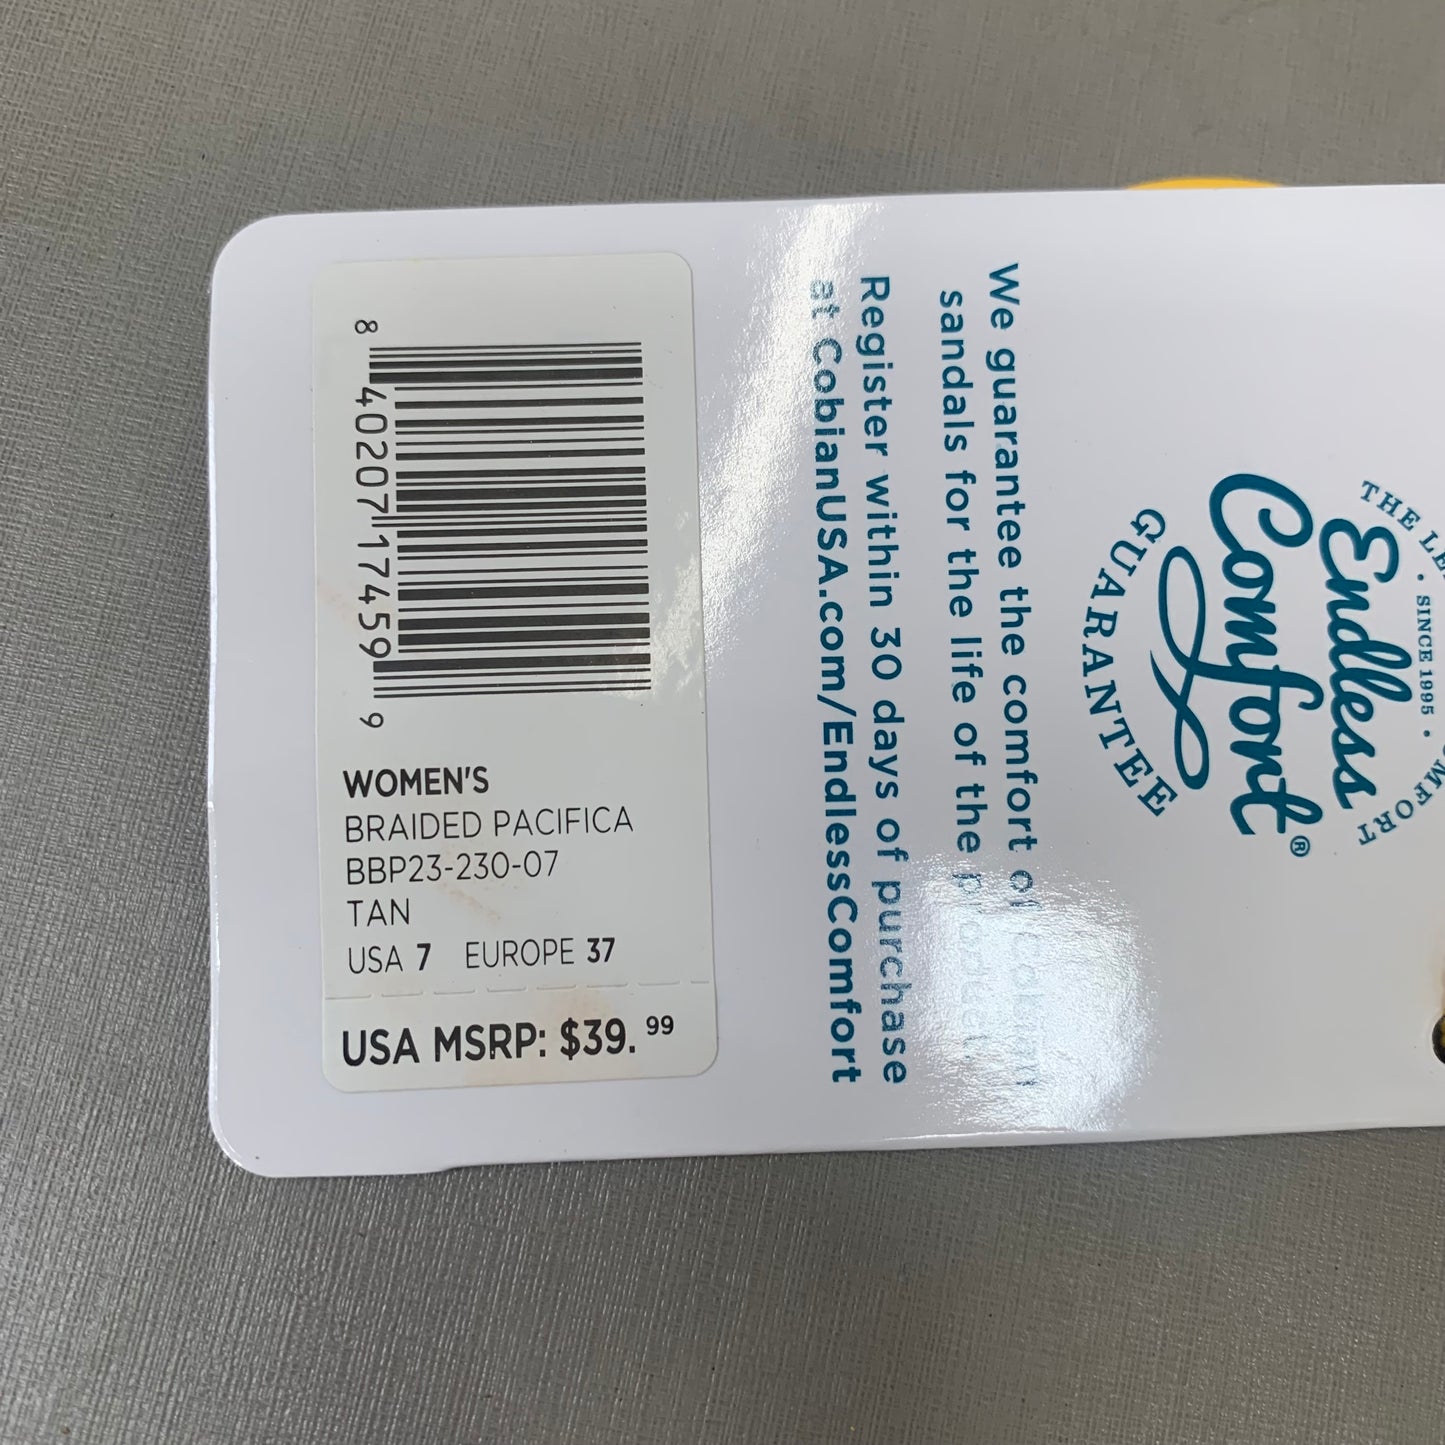 8 40207 17459 9
WOMEN'S
BRAIDED PACIFICA
BBP23-230-07
TAN
USA 7 EUROPE 37
USA MSRP: $39.99
THE
Endless
Comfort®
· SINCE 1995 ·
GUARANTEE
We guarantee the comfort of Cobian
sandals for the life of the product.
Register within 30 days of purchase
at CobianUSA.com/EndlessComfort